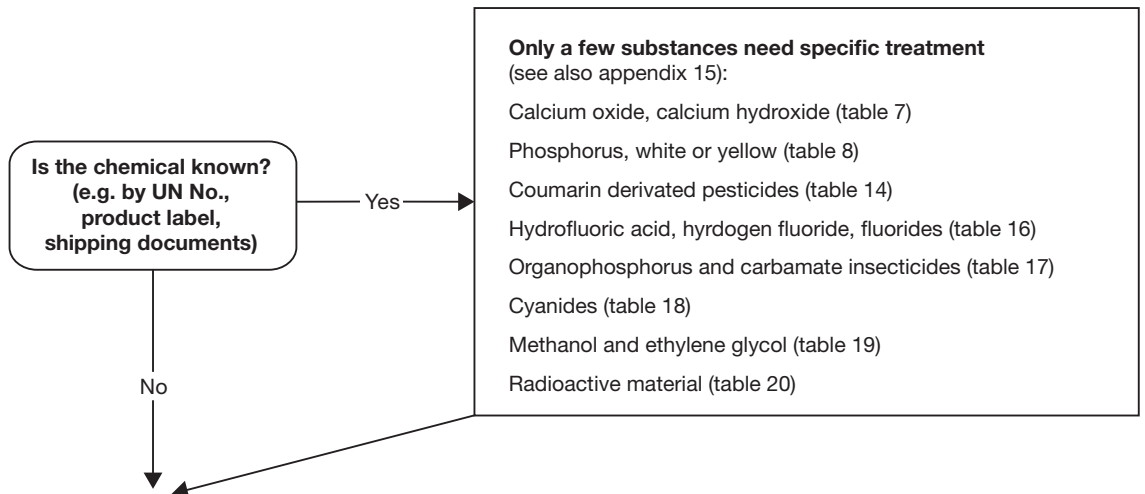 Only a few substances need specific treatment
(see also appendix 15):
Calcium oxide, calcium hydroxide (table 7)
Phosphorus, white or yellow (table 8)
Coumarin derivated pesticides (table 14)
Hydrofluoric acid, hyrdogen fluoride, fluorides (table 16)
Organophosphorus and carbamate insecticides (table 17)
Cyanides (table 18)
Methanol and ethylene glycol (table 19)
Radioactive material (table 20)
Is the chemical known?
(e.g. by UN No.,
product label,
shipping documents)
Yes
No